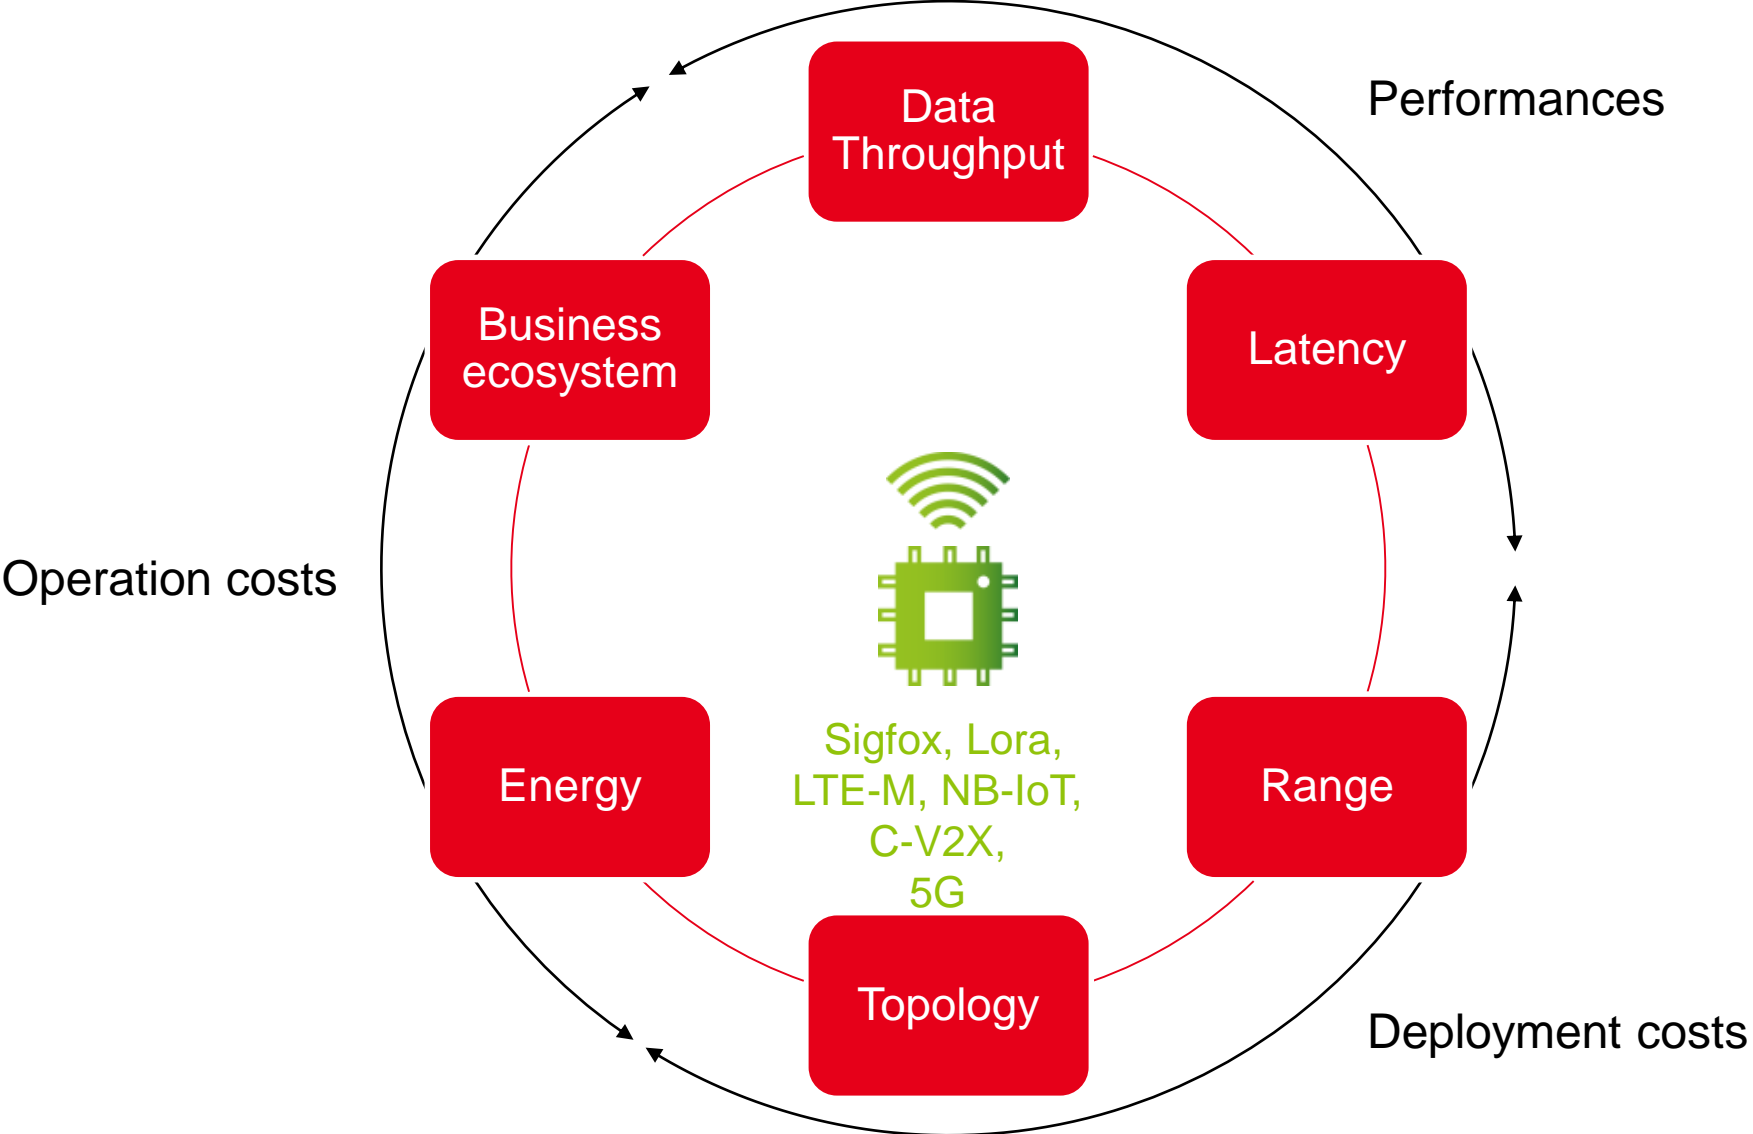 Performances
Data
Throughput
Business
ecosystem
Latency
Operation costs
Sigfox, Lora,
LTE-M, NB-IoT,
C-V2X,
5G
Energy
Range
Topology
Deployment costs